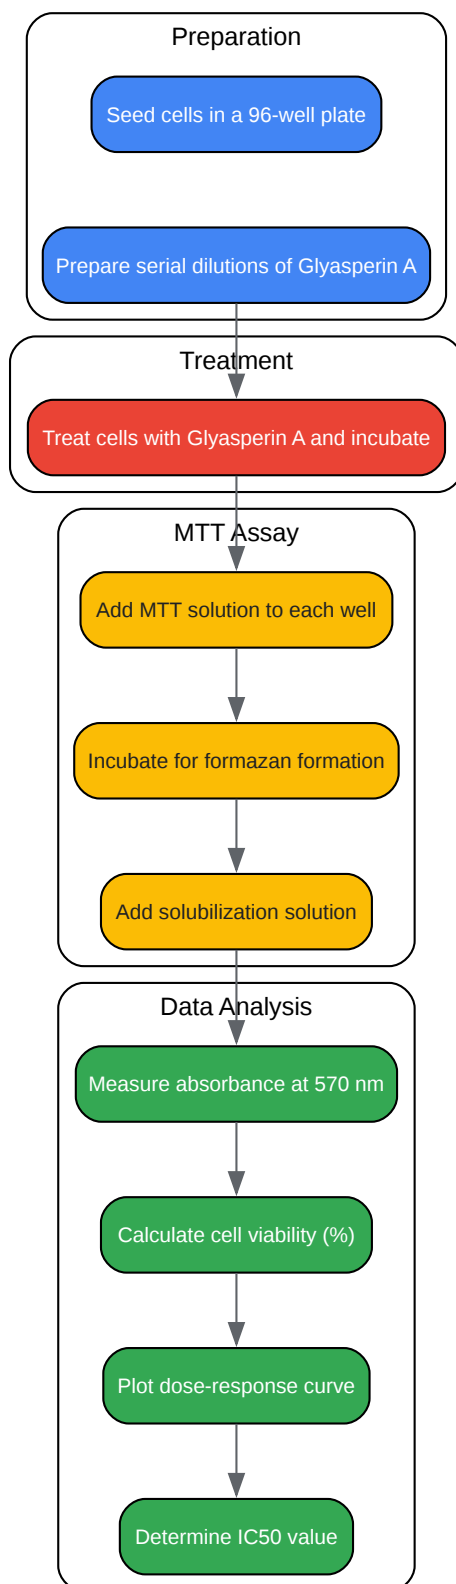 Preparation
Seed cells in a 96-well plate
Prepare serial dilutions of Glyasperin A
Treatment
Treat cells with Glyasperin A and incubate
MTT Assay
Add MTT solution to each well
Incubate for formazan formation
Add solubilization solution
Data Analysis
Measure absorbance at 570 nm
Calculate cell viability (%)
Plot dose-response curve
Determine IC50 value